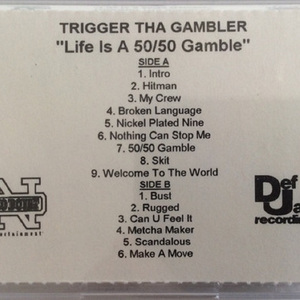 TRIGGER THA GAMBLER
"Life Is A 50/50 Gamble"
SIDE A
1. Intro
2. Hitman
3. My Crew
4. Broken Language
5. Nickel Plated Nine
6. Nothing Can Stop Me
7. 50/50 Gamble
8. Skit
9. Welcome To The World
SIDE B
1. Bust
2. Rugged
3. Can U Feel It
4. Metcha Maker
5. Scandalous
6. Make A Move
N
Def
Ja
recordin